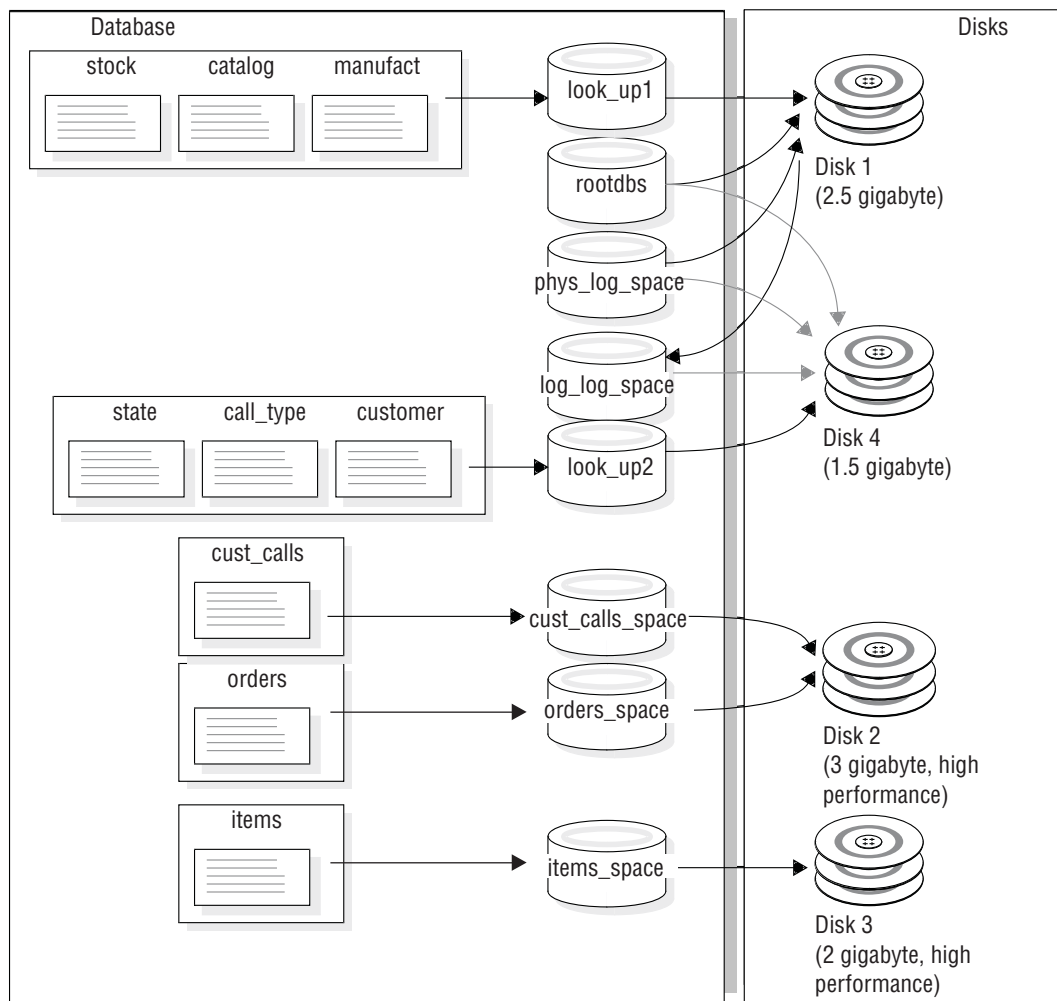 Database
Disks
stock catalog manufact
look_up1
Disk 1
(2.5 gigabyte)
rootdbs
phys_log_space
log_log_space
state call_type customer
look_up2
Disk 4
(1.5 gigabyte)
cust_calls
cust_calls_space
orders
orders_space
Disk 2
(3 gigabyte, high
performance)
items
items_space
Disk 3
(2 gigabyte, high
performance)